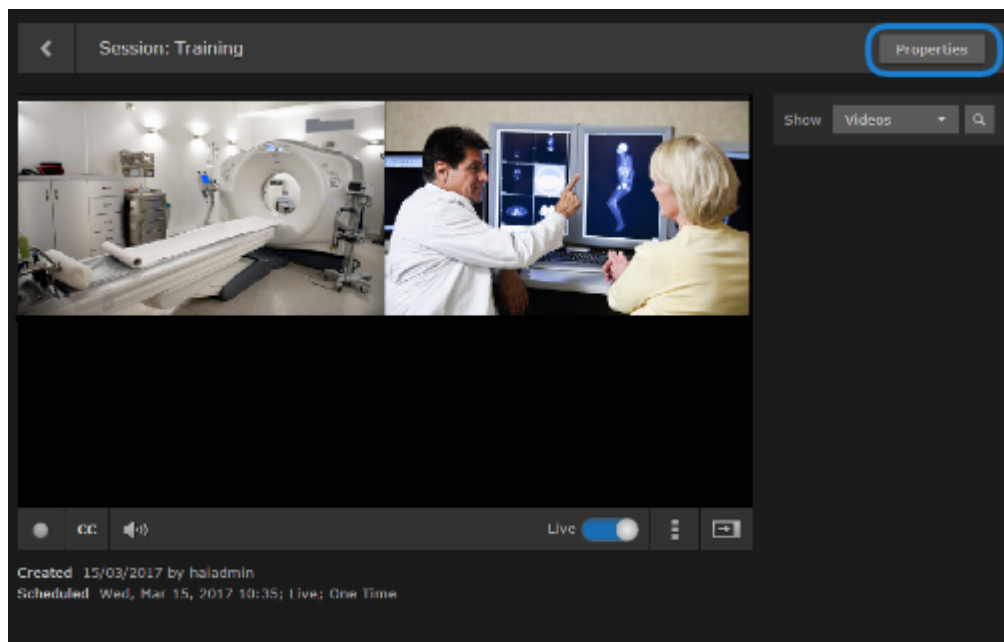 Session: Training
Properties
Show Videos
CC
Live
Created 15/03/2017 by haladmin
Scheduled Wed, Mar 15, 2017 10:35; Live; One Time